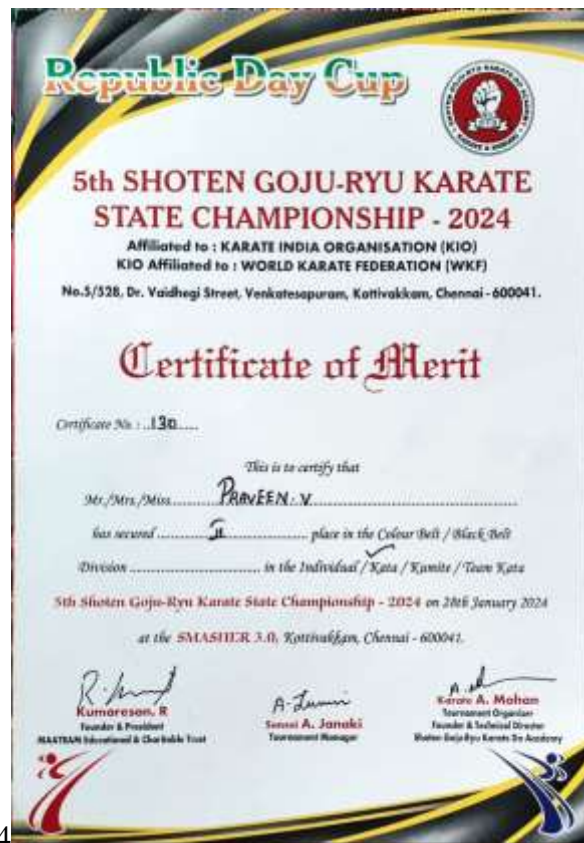 Republic Day Cup
5th SHOTEN GOJU-RYU KARATE
STATE CHAMPIONSHIP - 2024
Affiliated to : KARATE INDIA ORGANISATION (KIO)
KIO Affiliated to : WORLD KARATE FEDERATION (WKF)
No.5/528, Dr. Vaidhegi Street, Venkatesapuram, Kottivakkam, Chennai - 600041.
Certificate of Merit
Certificate No. : ..130.....
This is to certify that
Mr./Mrs./Miss ........ PRAVEEN. V ........
has secured ........ II ........ place in the Colour Belt / Black Belt
Division ........ in the Individual / Kata / Kumite / Team Kata
5th Shoten Goju-Ryu Karate State Championship - 2024 on 28th January 2024
at the SMASHER 3.0, Kottivakkam, Chennai - 600041.
Kumaresan. R
Founder & President
MAATRAM Educational & Charitable Trust
Sensei A. Janaki
Tournament Manager
Karate A. Mohan
Tournament Organizer
Founder & Technical Director
Shoten Goju-Ryu Karate Do Academy
4